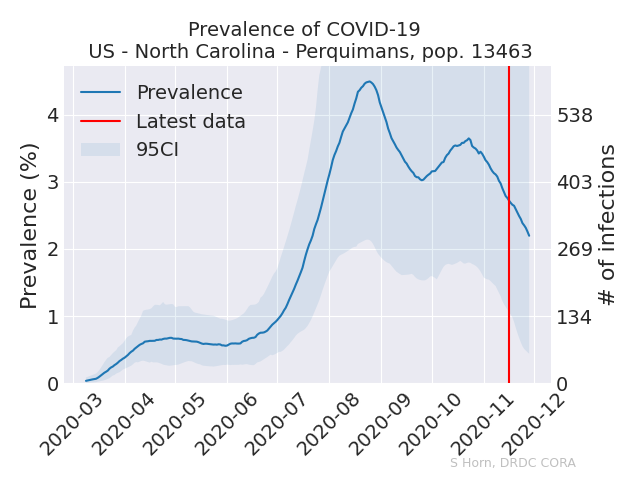 Prevalence of COVID-19
US - North Carolina - Perquimans, pop. 13463
Prevalence
Latest data
95CI
Prevalence (%)
4
3
2
1
0
538
403
269
134
0
# of infections
2020-03
2020-04
2020-05
2020-06
2020-07
2020-08
2020-09
2020-10
2020-11
2020-12
S Horn, DRDC CORA